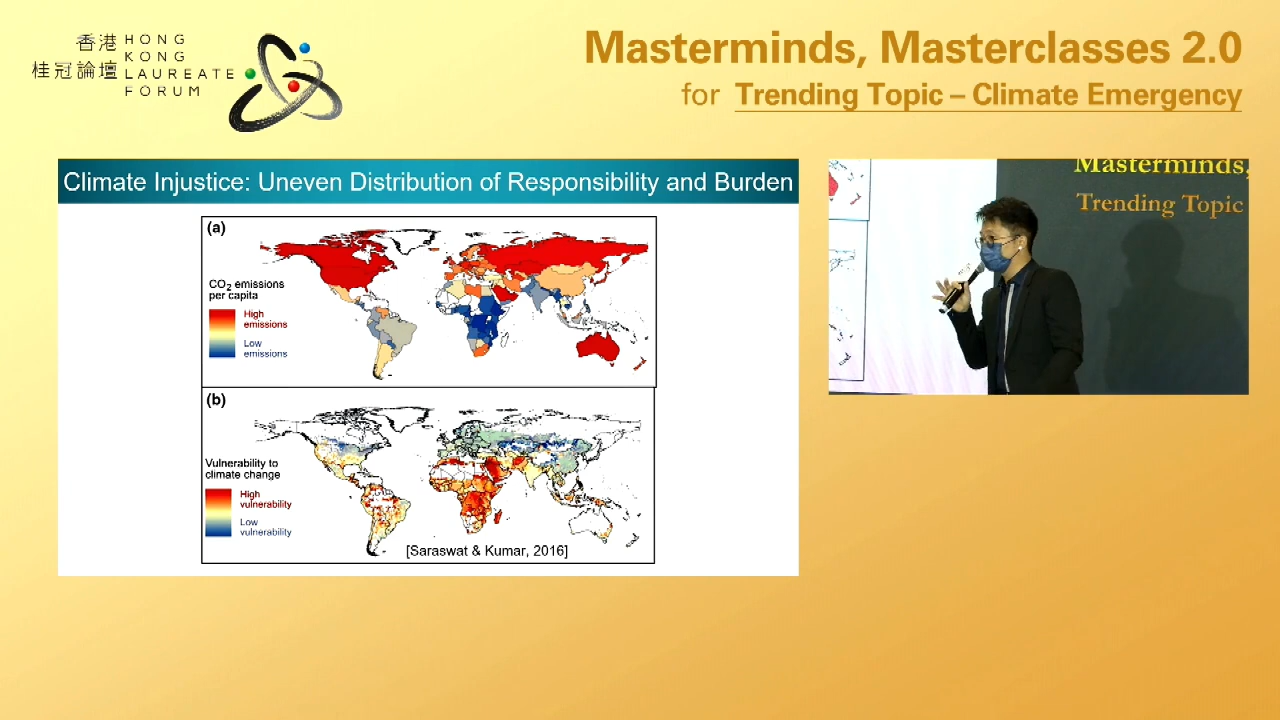 香港
桂冠論壇
HONG
KONG
LAUREATE
FORUM
Masterminds, Masterclasses 2.0
for Trending Topic – Climate Emergency
Climate Injustice: Uneven Distribution of Responsibility and Burden
(a)
CO2 emissions
per capita
High
emissions
Low
emissions
(b)
Vulnerability to
climate change
High
vulnerability
Low
vulnerability
[Saraswat & Kumar, 2016]
Masterminds,
Trending Topic